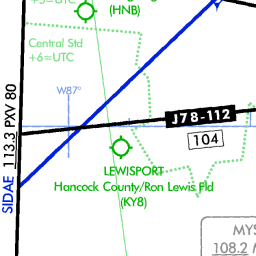 +5=UTC
(HNB)
Central Std
+6=UTC
W87°
J78-112
104
LEWISPORT
Hancock County/Ron Lewis Fld
(KY8)
SIDAE 113.3 PXV 80
MYS
108.2